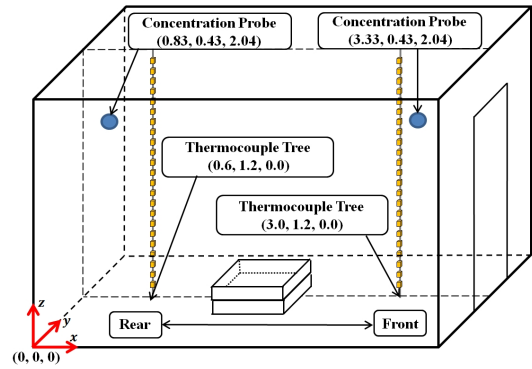 Concentration Probe
(0.83, 0.43, 2.04)
Concentration Probe
(3.33, 0.43, 2.04)
Thermocouple Tree
(0.6, 1.2, 0.0)
Thermocouple Tree
(3.0, 1.2, 0.0)
z
y
x
Rear
Front
(0, 0, 0)